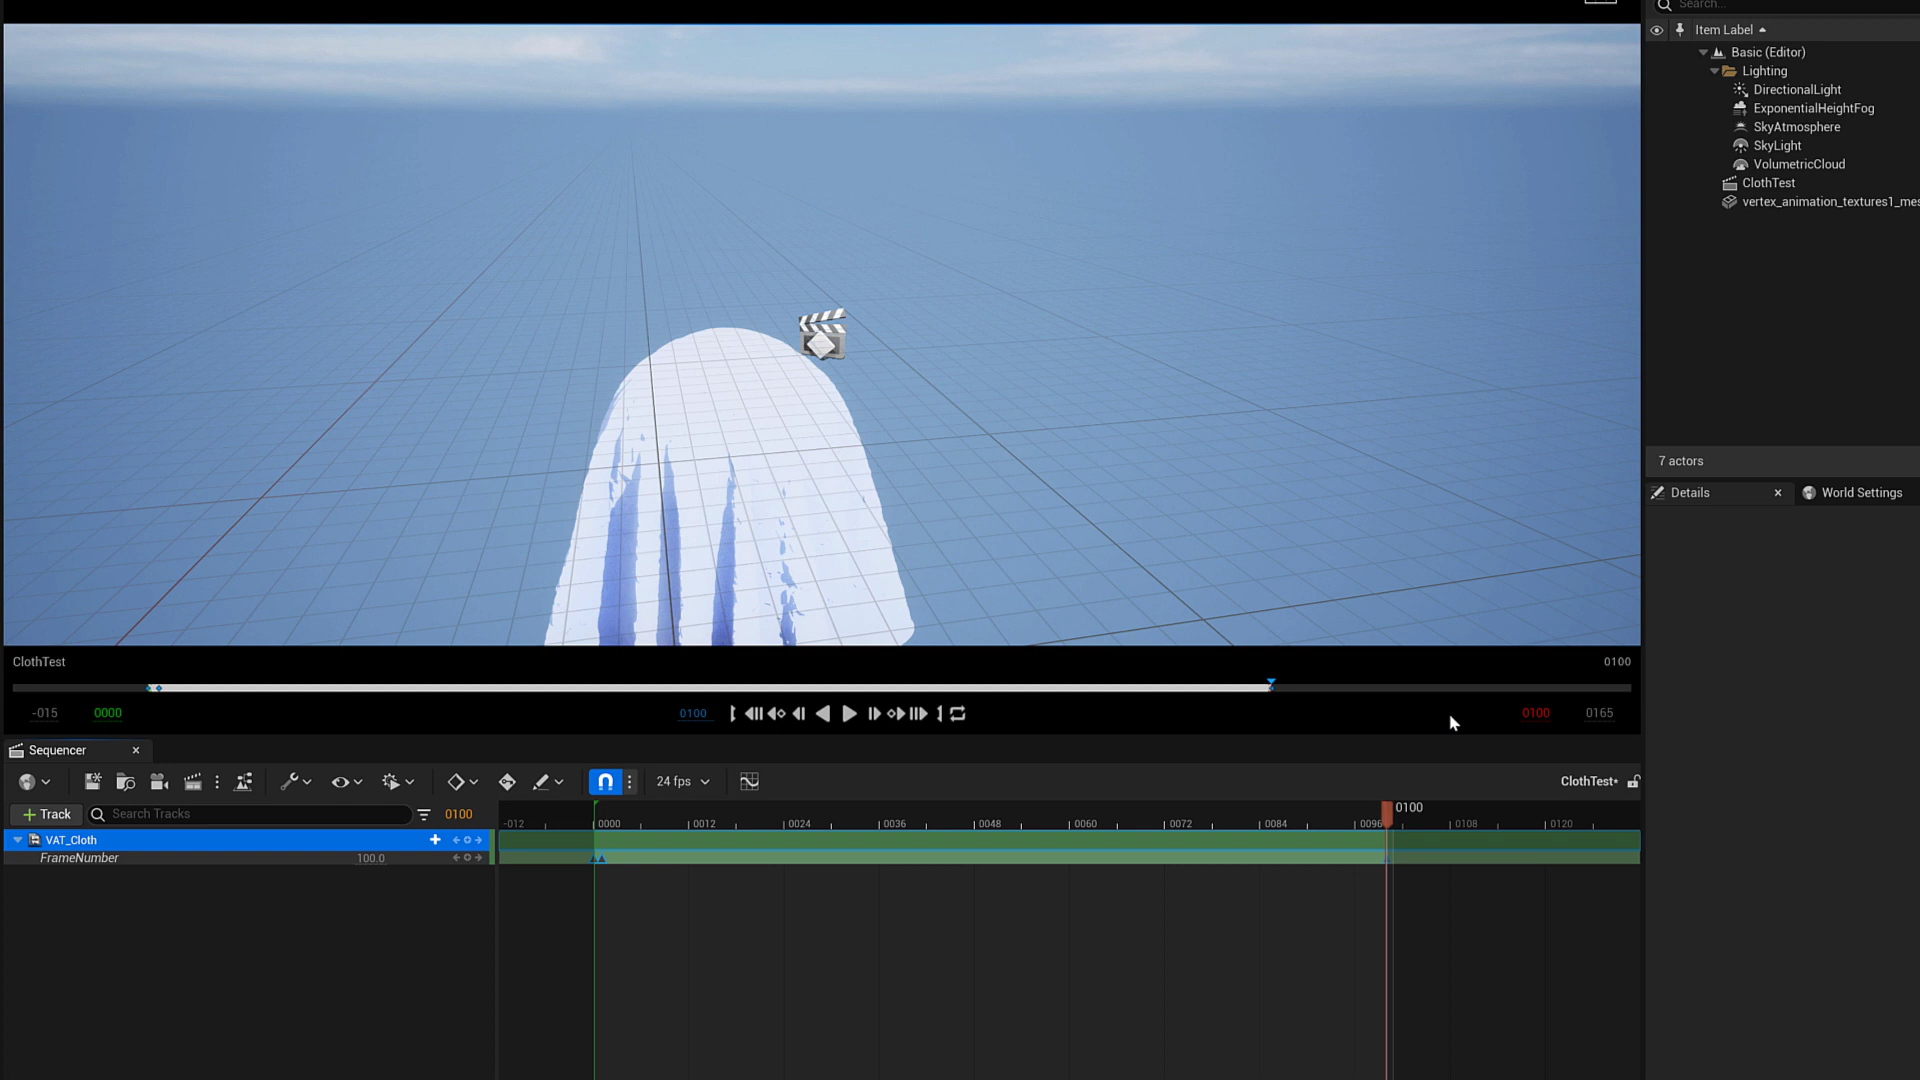 Search...
Item Label
Basic (Editor)
Lighting
DirectionalLight
ExponentialHeightFog
SkyAtmosphere
SkyLight
VolumetricCloud
ClothTest
vertex_animation_textures1_mes
7 actors
Details
World Settings
ClothTest
0100
-015
0000
0100
0100
0165
Sequencer
24 fps
ClothTest•
Track
Search Tracks
0100
-012
0000
0012
0024
0036
0048
0060
0072
0084
0096
0100
0108
0120
VAT_Cloth
FrameNumber
100.0